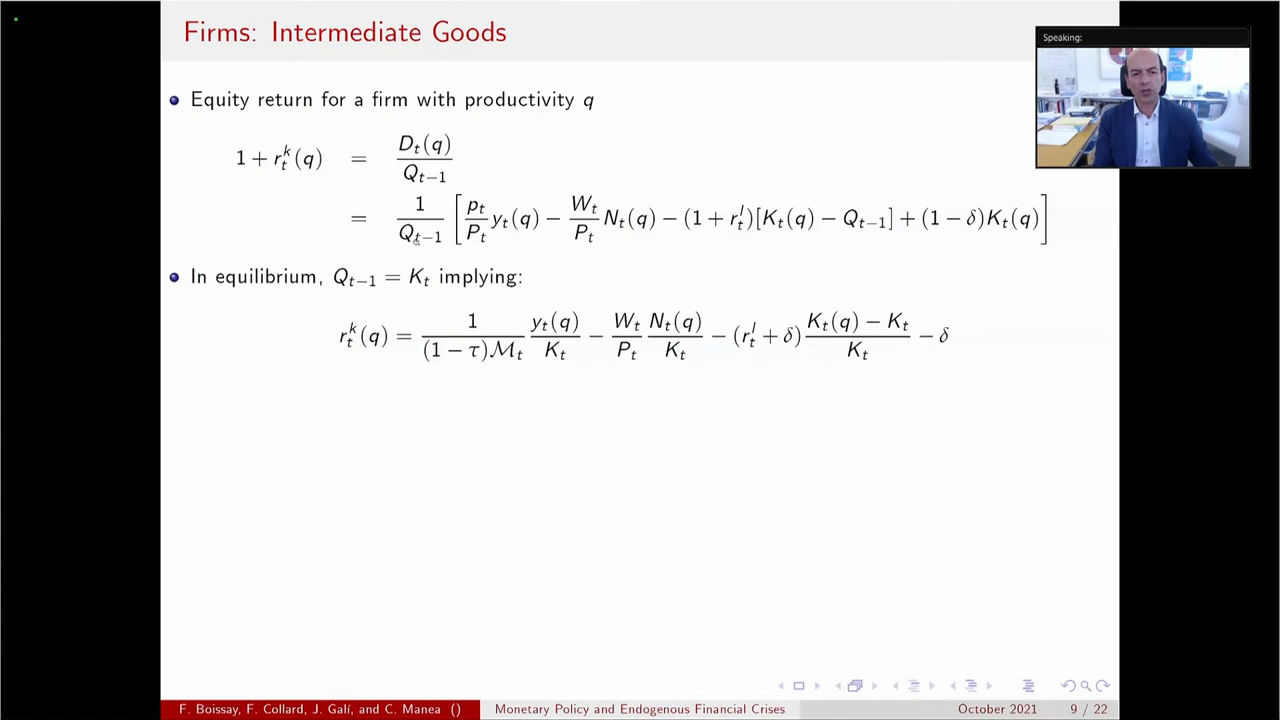 Firms: Intermediate Goods
Speaking:
Equity return for a firm with productivity q
1 + r_t^k(q) = D_t(q) / Q_{t−1}
= 1 / Q_{t−1} [ p_t / P_t y_t(q) − W_t / P_t N_t(q) − (1 + r_t^l)[K_t(q) − Q_{t−1}] + (1 − δ)K_t(q) ]
In equilibrium, Q_{t−1} = K_t implying:
r_t^k(q) = 1 / (1 − τ)ℳ_t y_t(q) / K_t − W_t / P_t N_t(q) / K_t − (r_t^l + δ) K_t(q) − K_t / K_t − δ
F. Boissay, F. Collard, J. Galí, and C. Manea () Monetary Policy and Endogenous Financial Crises October 2021 9 / 22